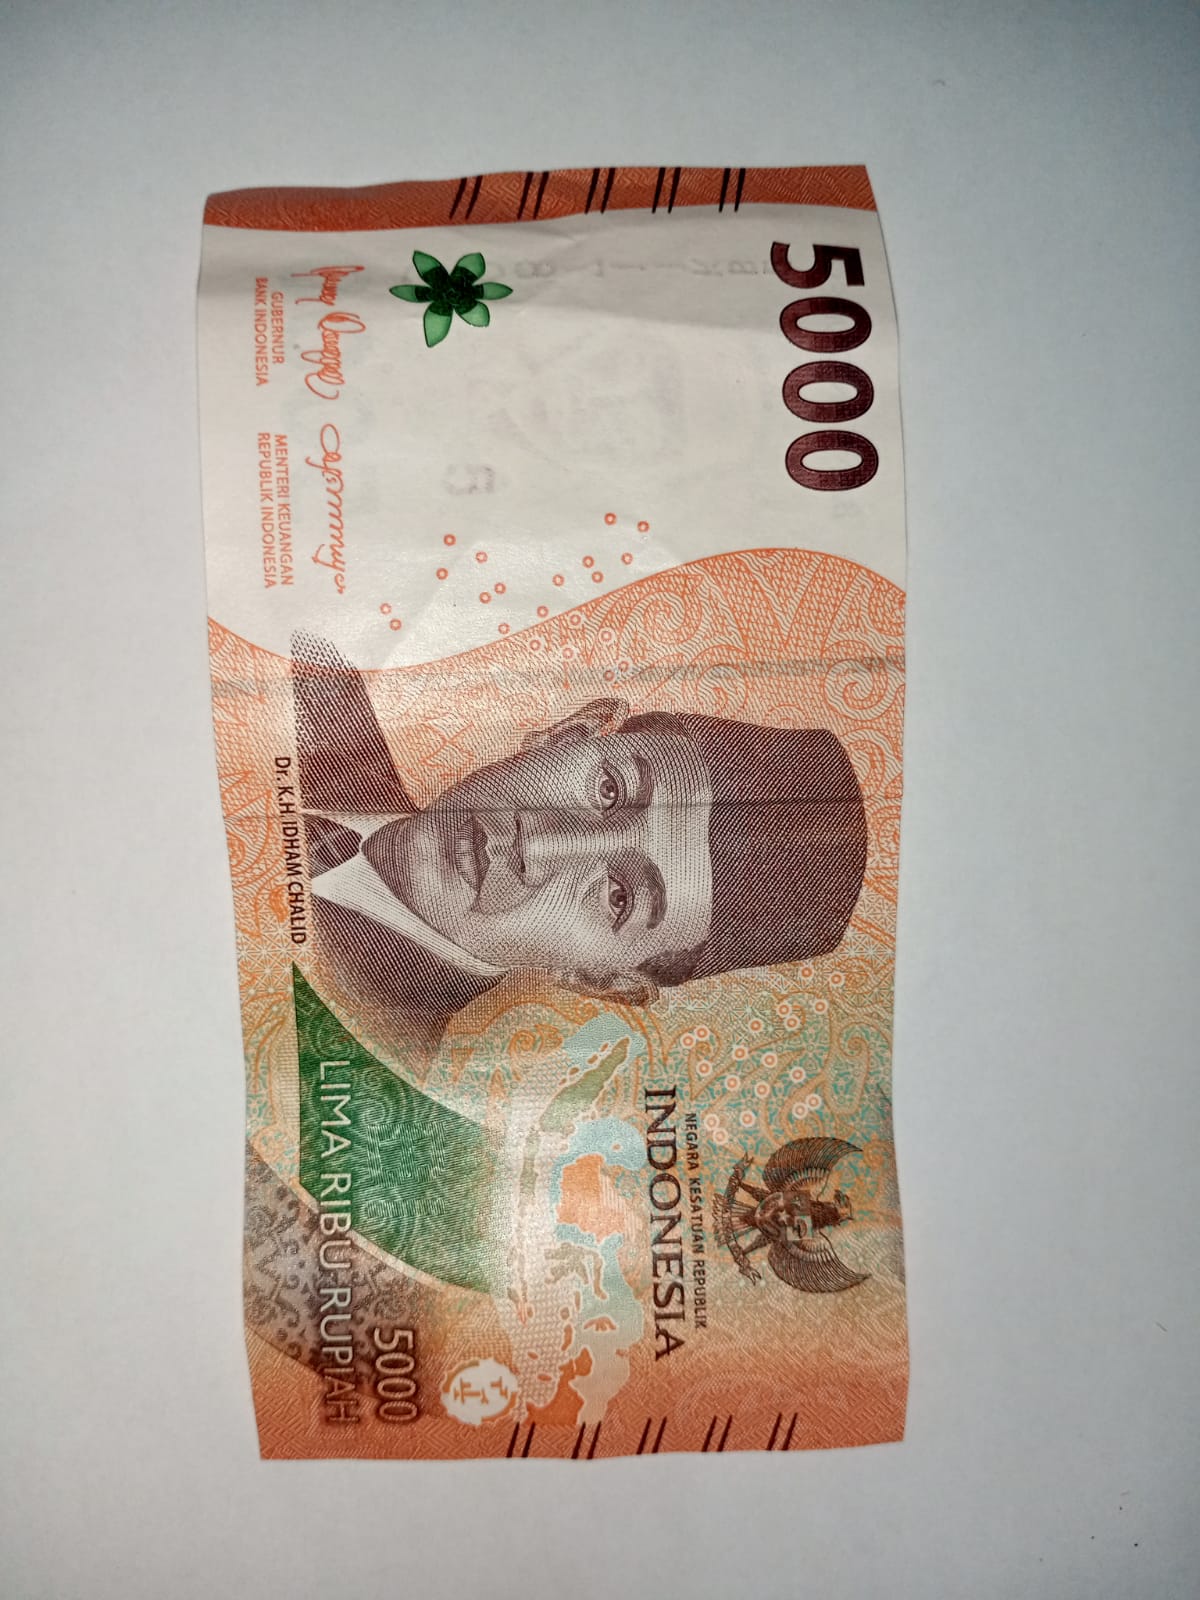 5000
GUBERNUR
BANK INDONESIA
MENTERI KEUANGAN
REPUBLIK INDONESIA
Dr. K.H. IDHAM CHALID
NEGARA KESATUAN REPUBLIK
INDONESIA
5000
LIMA RIBU RUPIAH